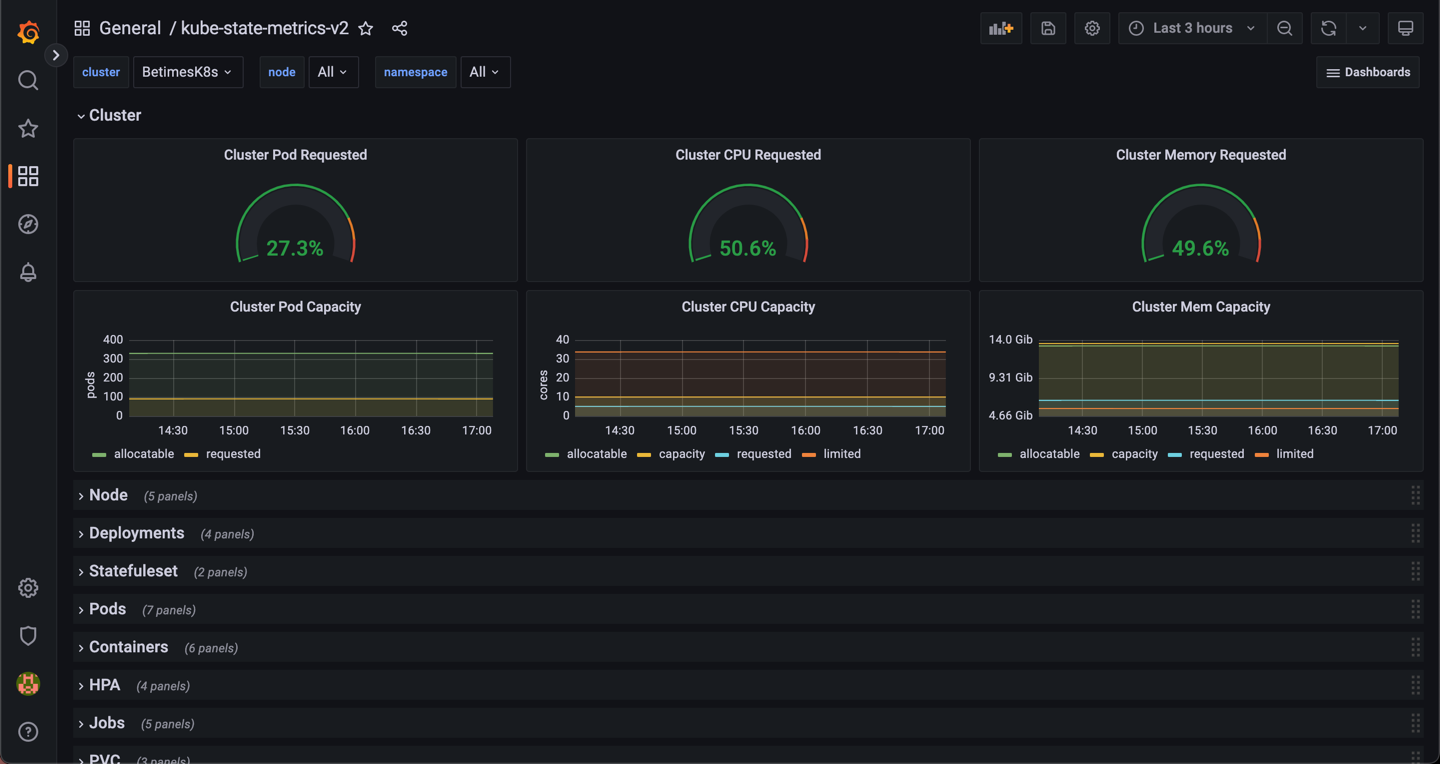 General / kube-state-metrics-v2
Last 3 hours
cluster BetimesK8s node All namespace All
Dashboards
Cluster
Cluster Pod Requested
27.3%
Cluster CPU Requested
50.6%
Cluster Memory Requested
49.6%
Cluster Pod Capacity
400
300
200
100
0
pods
14:30 15:00 15:30 16:00 16:30 17:00
allocatable requested
Cluster CPU Capacity
40
30
20
10
0
cores
14:30 15:00 15:30 16:00 16:30 17:00
allocatable capacity requested limited
Cluster Mem Capacity
14.0 Gib
9.31 Gib
4.66 Gib
14:30 15:00 15:30 16:00 16:30 17:00
allocatable capacity requested limited
Node (5 panels)
Deployments (4 panels)
Statefuleset (2 panels)
Pods (7 panels)
Containers (6 panels)
HPA (4 panels)
Jobs (5 panels)
PVC (3 panels)